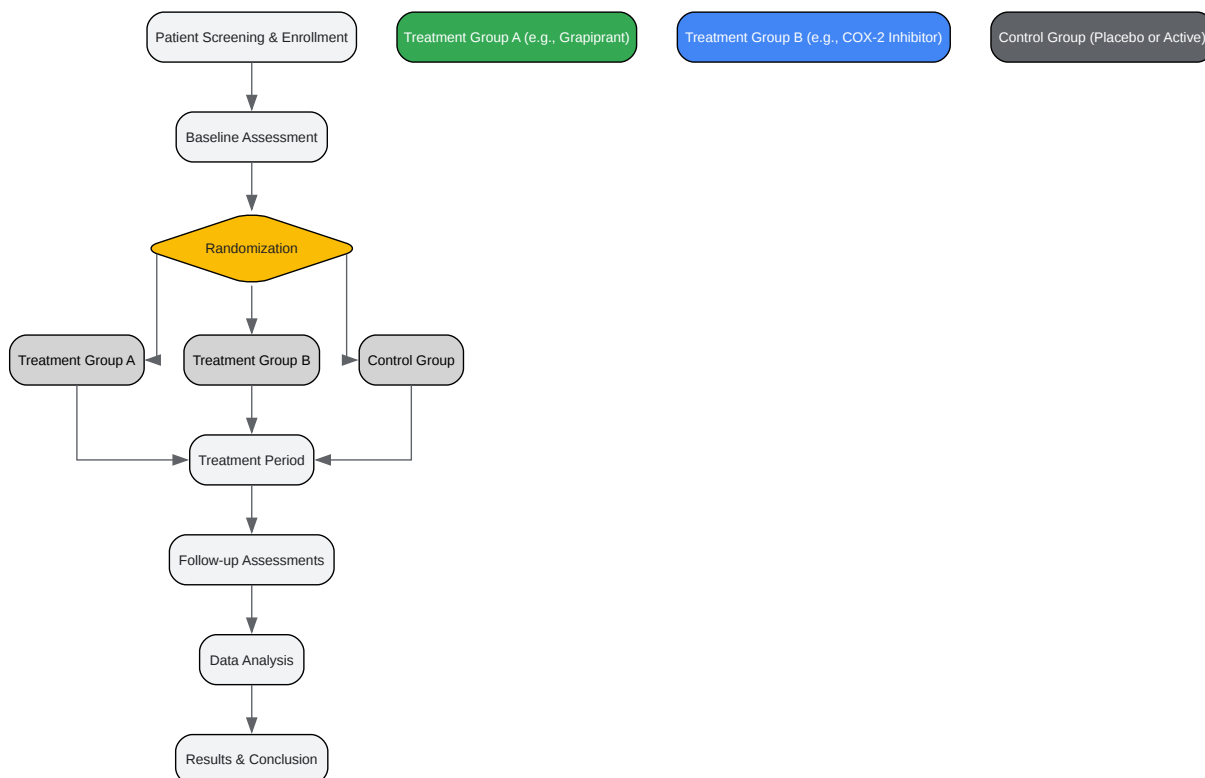 Patient Screening & Enrollment
Treatment Group A (e.g., Grapiprant)
Treatment Group B (e.g., COX-2 Inhibitor)
Control Group (Placebo or Active)
Baseline Assessment
Randomization
Treatment Group A
Treatment Group B
Control Group
Treatment Period
Follow-up Assessments
Data Analysis
Results & Conclusion